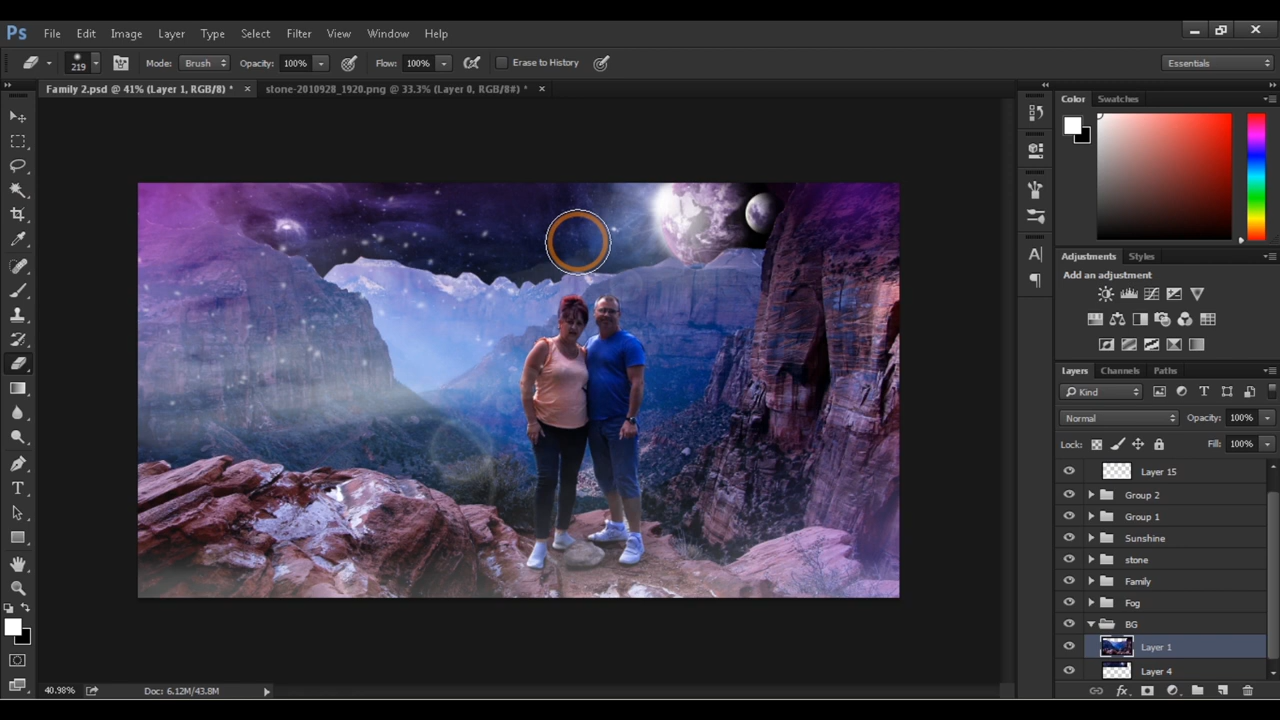 Ps File Edit Image Layer Type Select Filter View Window Help
219 Mode: Brush Opacity: 100% Flow: 100% Erase to History Essentials
Family 2.psd @ 41% (Layer 1, RGB/8) * stone-2010928_1920.png @ 33.3% (Layer 0, RGB/8#) *
Color Swatches
Adjustments Styles
Add an adjustment
Layers Channels Paths
Kind
Normal Opacity: 100%
Lock: Fill: 100%
Layer 15
Group 2
Group 1
Sunshine
stone
Family
Fog
BG
Layer 1
Layer 4
40.98% Doc: 6.12M/43.8M